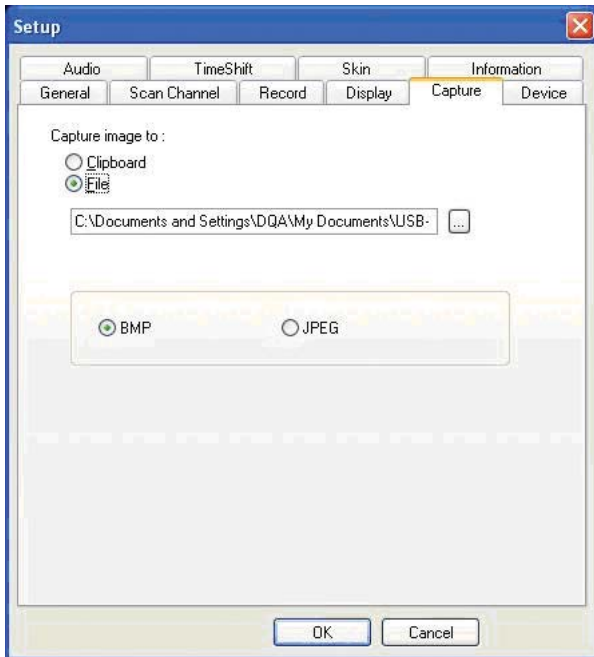 Setup
Audio TimeShift Skin Information
General Scan Channel Record Display Capture Device
Capture image to :
Clipboard
File
C:\Documents and Settings\DQA\My Documents\USB- ...
BMP JPEG
OK Cancel